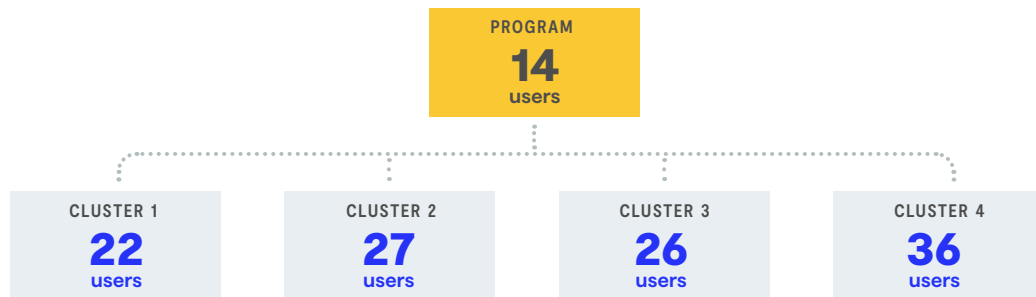 PROGRAM
14
users
CLUSTER 1
22
users
CLUSTER 2
27
users
CLUSTER 3
26
users
CLUSTER 4
36
users